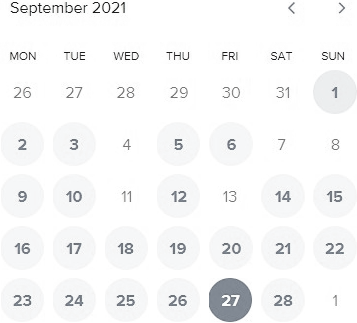 September 2021
MON TUE WED THU FRI SAT SUN
26 27 28 29 30 31 1
2 3 4 5 6 7 8
9 10 11 12 13 14 15
16 17 18 19 20 21 22
23 24 25 26 27 28 1